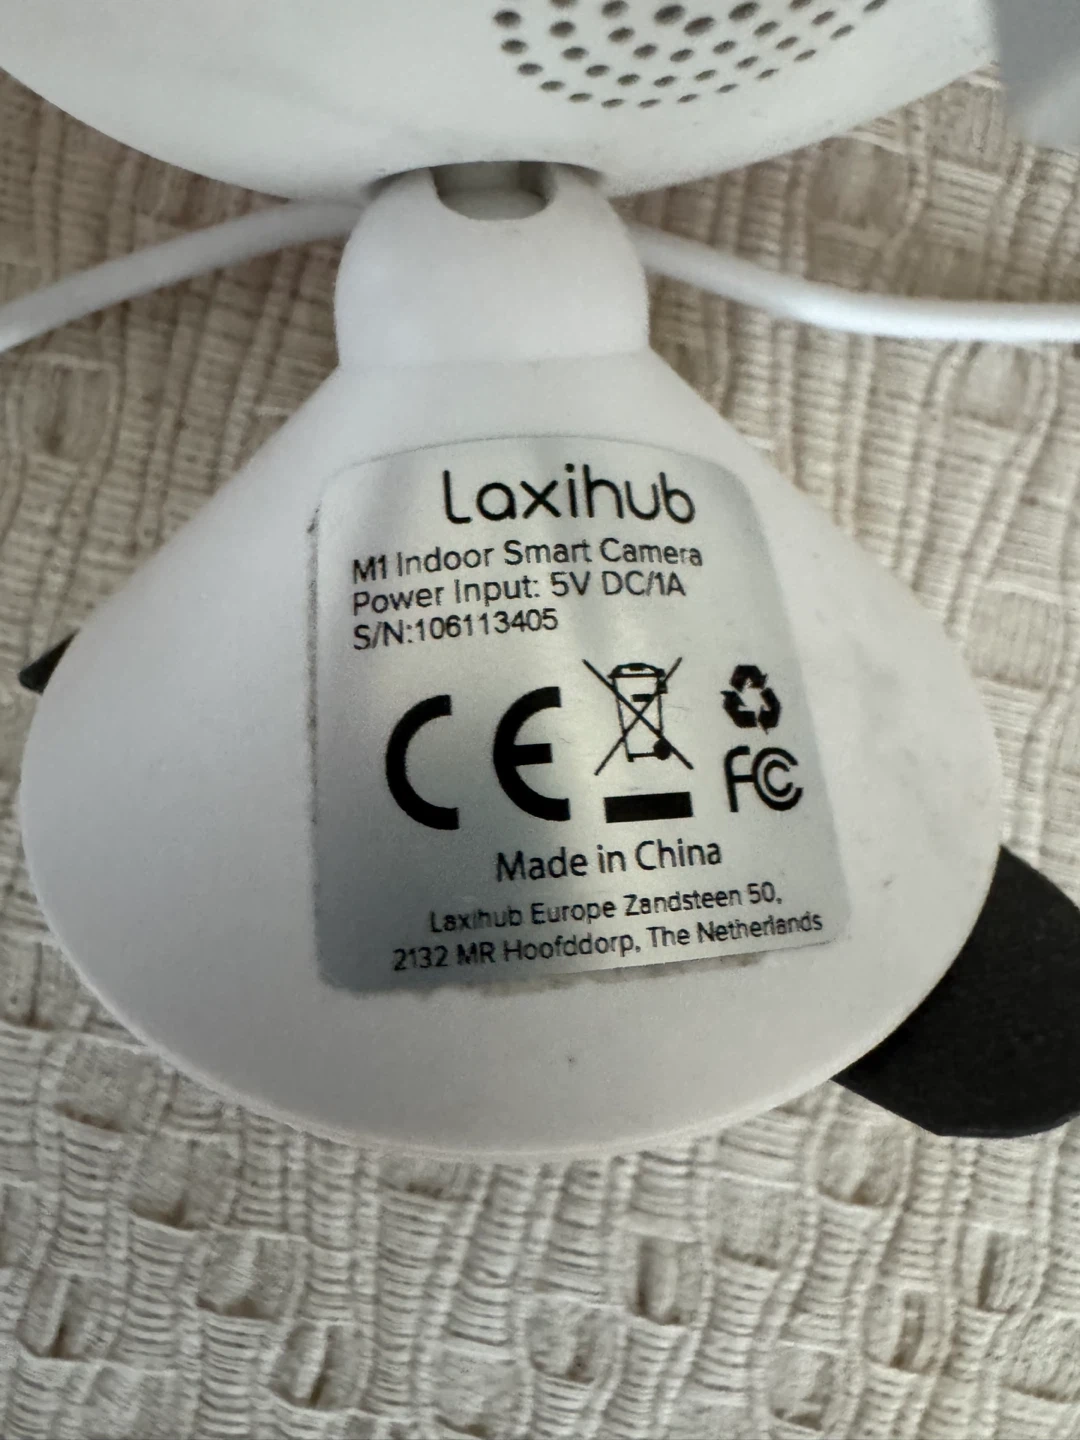 Laxihub
M1 Indoor Smart Camera
Power Input: 5V DC/1A
S/N:106113405
CE
FC
Made in China
Laxihub Europe Zandsteen 50,
2132 MR Hoofddorp, The Netherlands